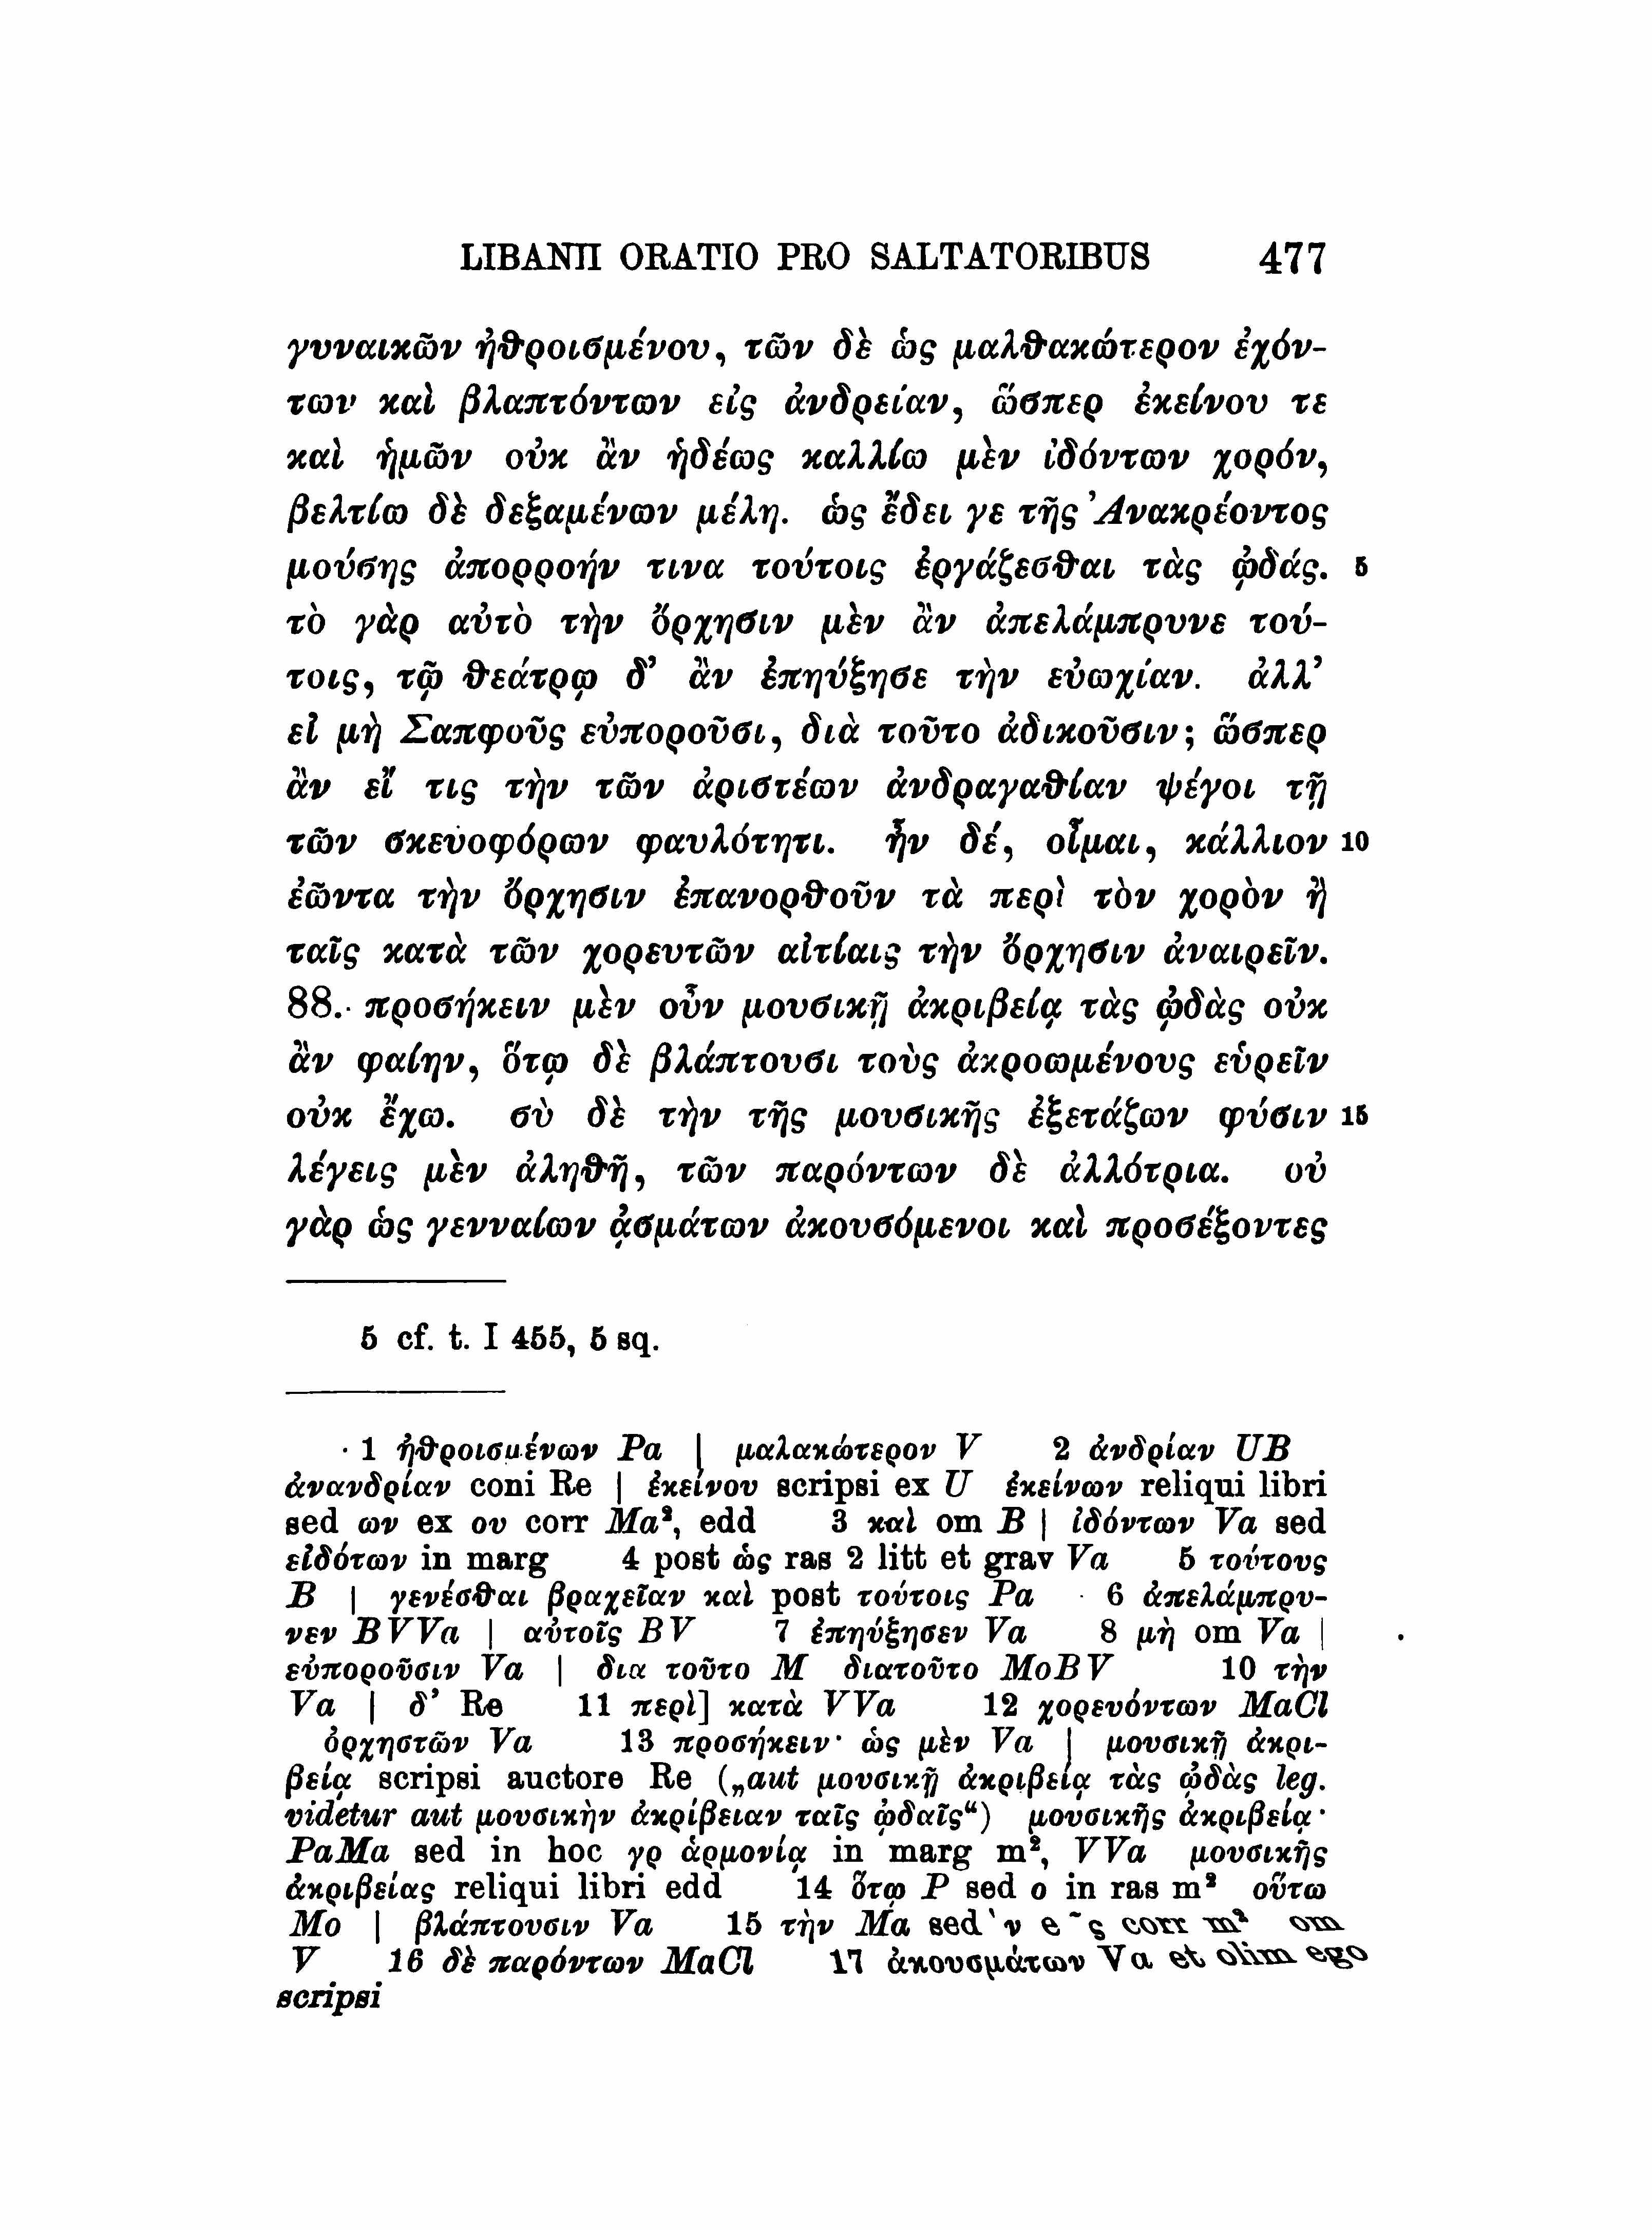 LIBANII ORATIO PRO SALTATORIBUS 477
γυναικῶν ἠθροισμένου, τῶν δὲ ὡς μαλθακώτερον ἐχόν-
των καὶ βλαπτόντων εἰς ἀνδρείαν, ὥσπερ ἐκείνου τε
καὶ ἡμῶν οὐκ ἂν ἡδέως καλλίω μὲν ἰδόντων χορόν,
βελτίω δὲ δεξαμένων μέλη. ὡς ἔδει γε τῆς Ἀνακρέοντος
μούσης ἀπορροήν τινα τούτοις ἐργάζεσθαι τὰς ᾠδάς. 5
τὸ γὰρ αὐτὸ τὴν ὄρχησιν μὲν ἂν ἀπελάμπρυνε τού-
τοις, τῷ θεάτρῳ δ' ἂν ἐπηύξησε τὴν εὐωχίαν. ἀλλ'
εἰ μὴ Σαπφοῦς εὐποροῦσι, διὰ τοῦτο ἀδικοῦσιν; ὥσπερ
ἂν εἴ τις τὴν τῶν ἀριστέων ἀνδραγαθίαν ψέγοι τῇ
τῶν σκευοφόρων φαυλότητι. ἦν δέ, οἶμαι, κάλλιον 10
ἐῶντα τὴν ὄρχησιν ἐπανορθοῦν τὰ περὶ τὸν χορὸν ἢ
ταῖς κατὰ τῶν χορευτῶν αἰτίαις τὴν ὄρχησιν ἀναιρεῖν.
88. προσήκειν μὲν οὖν μουσικῇ ἀκριβείᾳ τὰς ᾠδὰς οὐκ
ἂν φαίην, ὅτῳ δὲ βλάπτουσι τοὺς ἀκροωμένους εὑρεῖν
οὐκ ἔχω. σὺ δὲ τὴν τῆς μουσικῆς ἐξετάζων φύσιν 15
λέγεις μὲν ἀληθῆ, τῶν παρόντων δὲ ἀλλότρια. οὐ
γὰρ ὡς γενναίων ᾀσμάτων ἀκουσόμενοι καὶ προσέξοντες
5 cf. t. I 455, 5 sq.
1 ἠθροισμένων Pa | μαλακώτερον V 2 ἀνδρίαν UB
ἀνανδρίαν coni Re | ἐκείνου scripsi ex U ἐκείνων reliqui libri
sed ων ex ου corr Ma², edd 3 καὶ om B | ἰδόντων Va sed
εἰδότων in marg 4 post ὡς ras 2 litt et grav Va 5 τούτους
B | γενέσθαι βραχεῖαν καὶ post τούτοις Pa 6 ἀπελάμπρυ-
νεν BVVa | αὐτοῖς BV 7 ἐπηύξησεν Va 8 μὴ om Va |
εὐποροῦσιν Va | δια τοῦτο M διατοῦτο MoBV 10 τὴν
Va | δ' Re 11 περὶ] κατὰ VVa 12 χορευόντων MaCl
ὀρχηστῶν Va 13 προσήκειν· ὡς μὲν Va | μουσικῇ ἀκρι-
βείᾳ scripsi auctore Re („aut μουσικῇ ἀκριβείᾳ τὰς ᾠδὰς leg.
videtur aut μουσικὴν ἀκρίβειαν ταῖς ᾠδαῖς“) μουσικῆς ἀκριβείᾳ·
PaMa sed in hoc γρ ἁρμονίᾳ in marg m², VVa μουσικῆς
ἀκριβείας reliqui libri edd 14 ὅτῳ P sed ο in ras m² οὕτω
Mo | βλάπτουσιν Va 15 τὴν Ma sed ̀ν e ῀ς corr m² om
V 16 δὲ παρόντων MaCl 17 ἀκουσμάτων Va et olim ego
scripsi